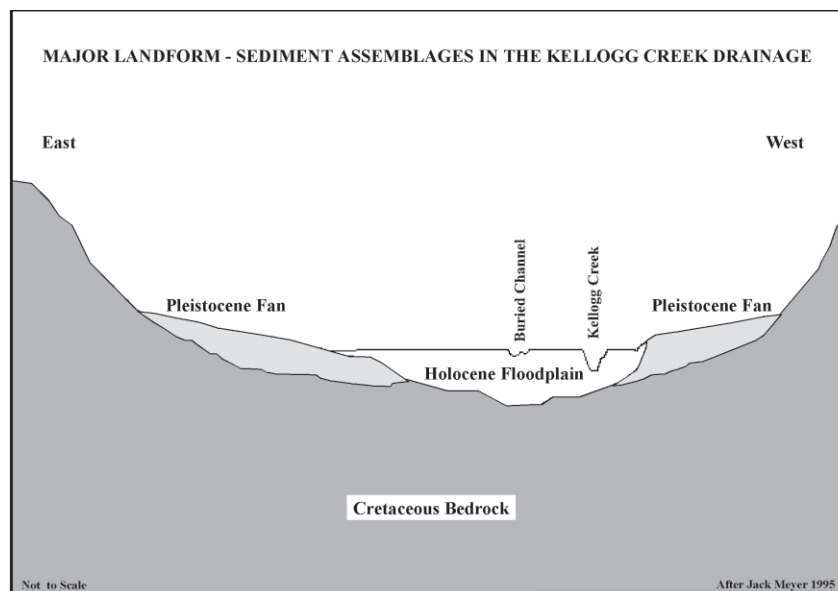 MAJOR LANDFORM - SEDIMENT ASSEMBLAGES IN THE KELLOGG CREEK DRAINAGE
East
West
Buried Channel
Kellogg Creek
Pleistocene Fan
Pleistocene Fan
Holocene Floodplain
Cretaceous Bedrock
Not to Scale
After Jack Meyer 1995